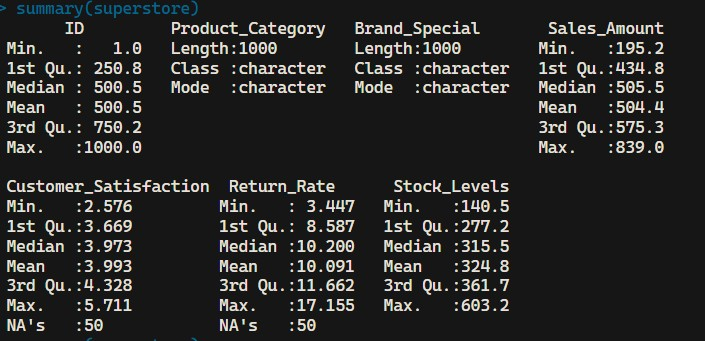 > summary(superstore)
ID Product_Category Brand_Special Sales_Amount
Min. : 1.0 Length:1000 Length:1000 Min. :195.2
1st Qu.: 250.8 Class :character Class :character 1st Qu.:434.8
Median : 500.5 Mode :character Mode :character Median :505.5
Mean : 500.5 Mean :504.4
3rd Qu.: 750.2 3rd Qu.:575.3
Max. :1000.0 Max. :839.0
Customer_Satisfaction Return_Rate Stock_Levels
Min. :2.576 Min. : 3.447 Min. :140.5
1st Qu.:3.669 1st Qu.: 8.587 1st Qu.:277.2
Median :3.973 Median :10.200 Median :315.5
Mean :3.993 Mean :10.091 Mean :324.8
3rd Qu.:4.328 3rd Qu.:11.662 3rd Qu.:361.7
Max. :5.711 Max. :17.155 Max. :603.2
NA's :50 NA's :50